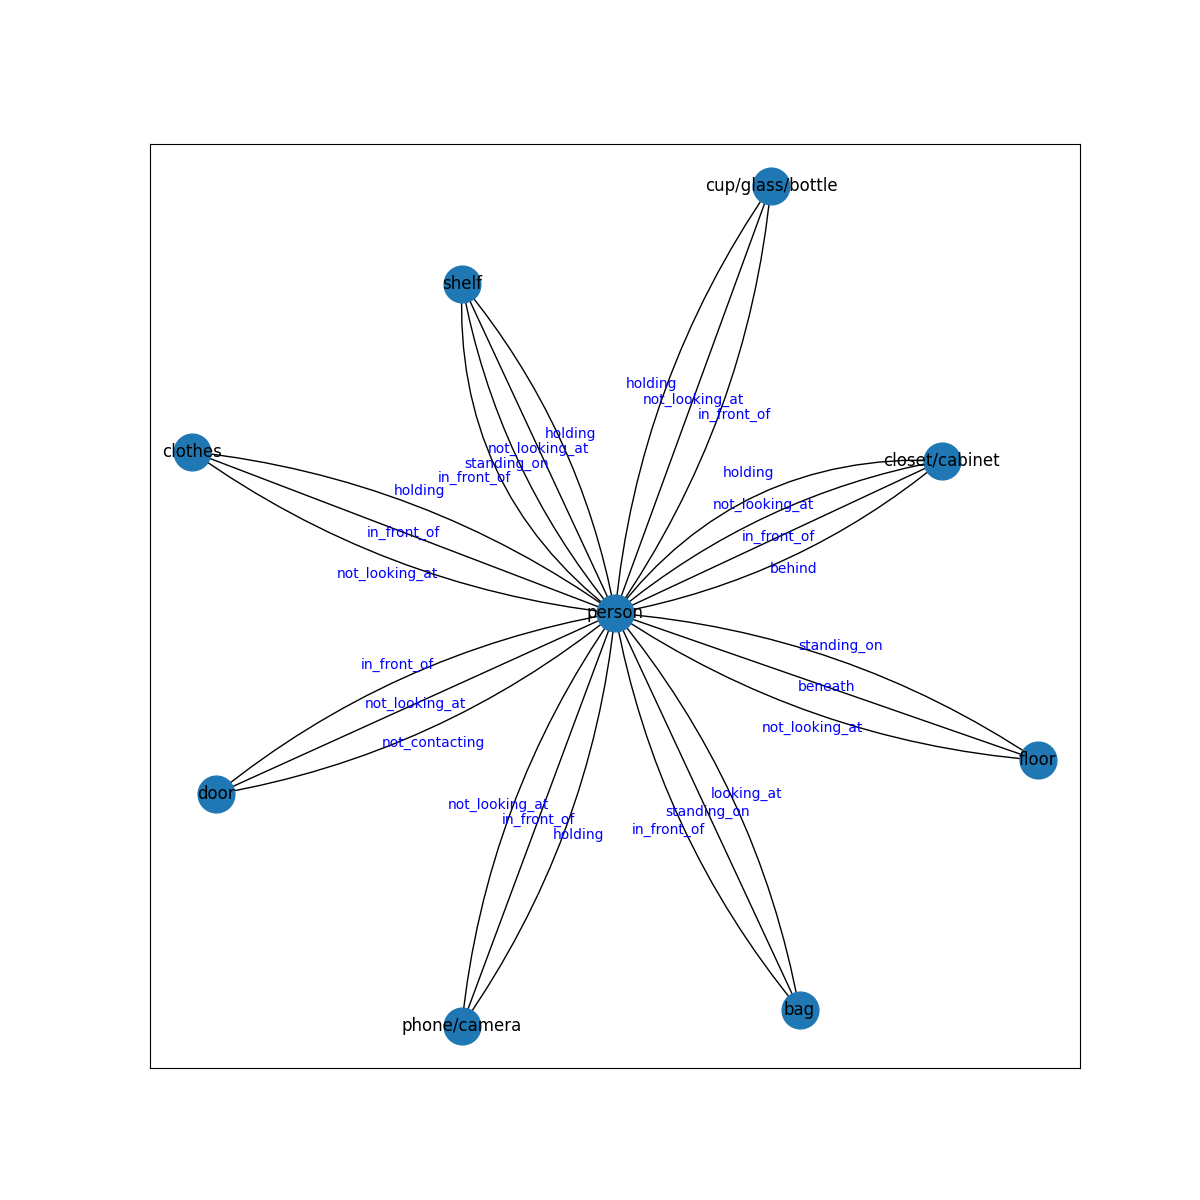 cup/glass/bottle
shelf
holding
not_looking_at
in_front_of
holding
not_looking_at
standing_on
in_front_of
clothes
closet/cabinet
holding
not_looking_at
in_front_of
behind
holding
in_front_of
not_looking_at
person
standing_on
beneath
not_looking_at
in_front_of
not_looking_at
not_contacting
floor
door
looking_at
standing_on
in_front_of
not_looking_at
in_front_of
holding
bag
phone/camera